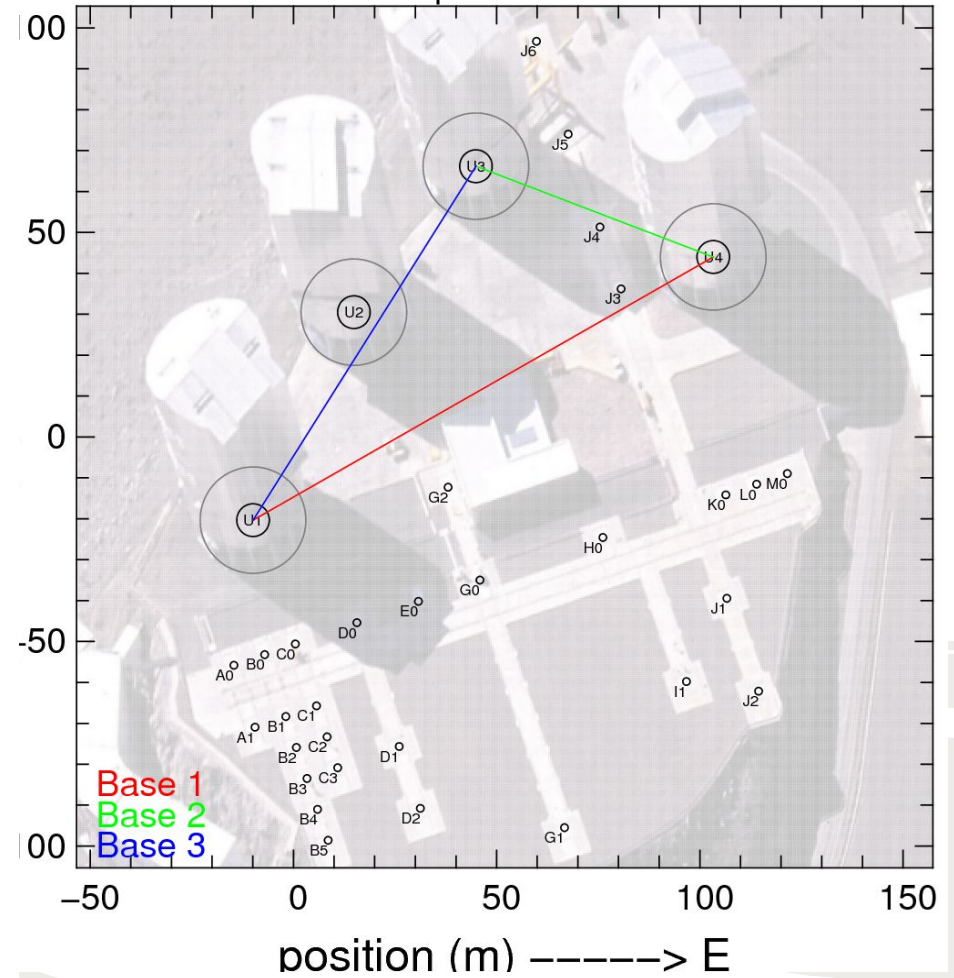 00
J6
J5
U3
50
J4
U4
J3
U2
0
G2
M0
L0
K0
U1
H0
G0
E0
J1
D0
-50
C0
B0
A0
I1
J2
C1
B1
A1
C2
B2
D1
C3
B3
Base 1
B4
D2
Base 2
G1
Base 3
B5
00
−50 0 50 100 150
position (m) −−−−−> E